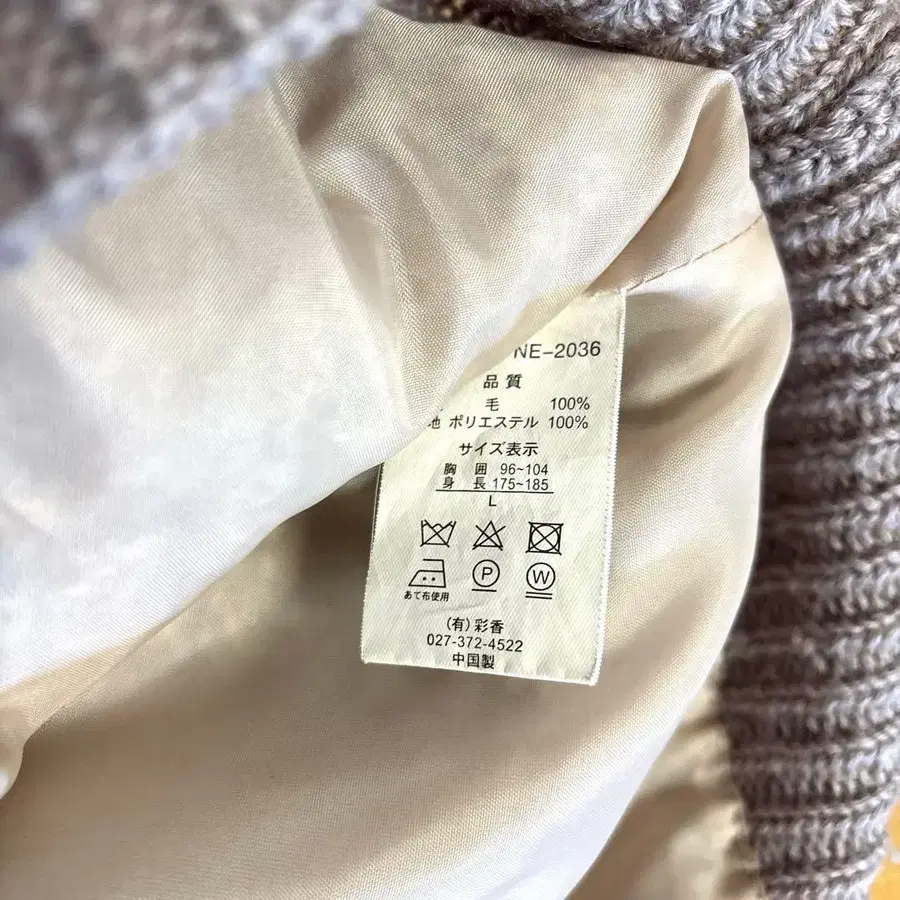 NE-2036
品質
毛 100%
地 ポリエステル 100%
サイズ表示
胸囲 96~104
身長 175~185
L
P W
あて布使用
(有)彩香
027-372-4522
中国製